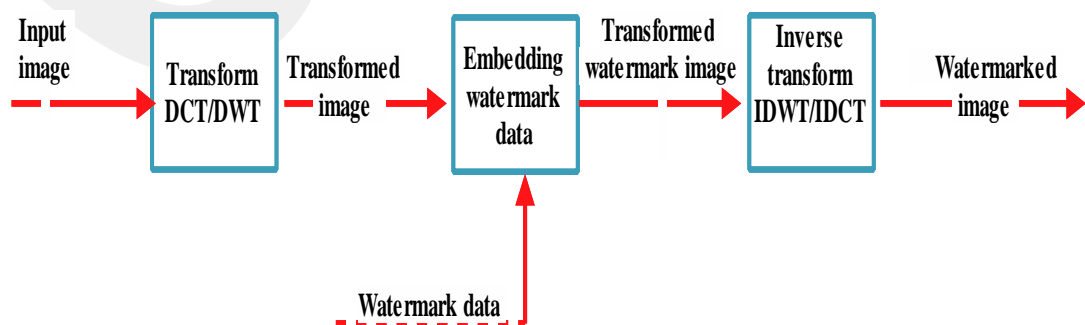 Input
image
Transform
DCT/DWT
Transformed
image
Embedding
watermark
data
Transformed
watermark image
Inverse
transform
IDWT/IDCT
Watermarked
image
Watermark data